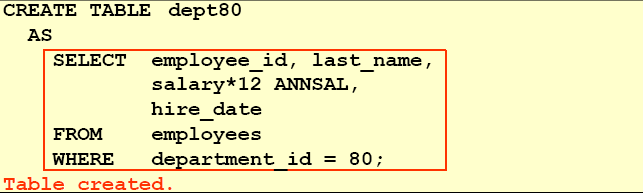 CREATE TABLE dept80
AS
SELECT employee_id, last_name,
salary*12 ANNSAL,
hire_date
FROM employees
WHERE department_id = 80;
Table created.